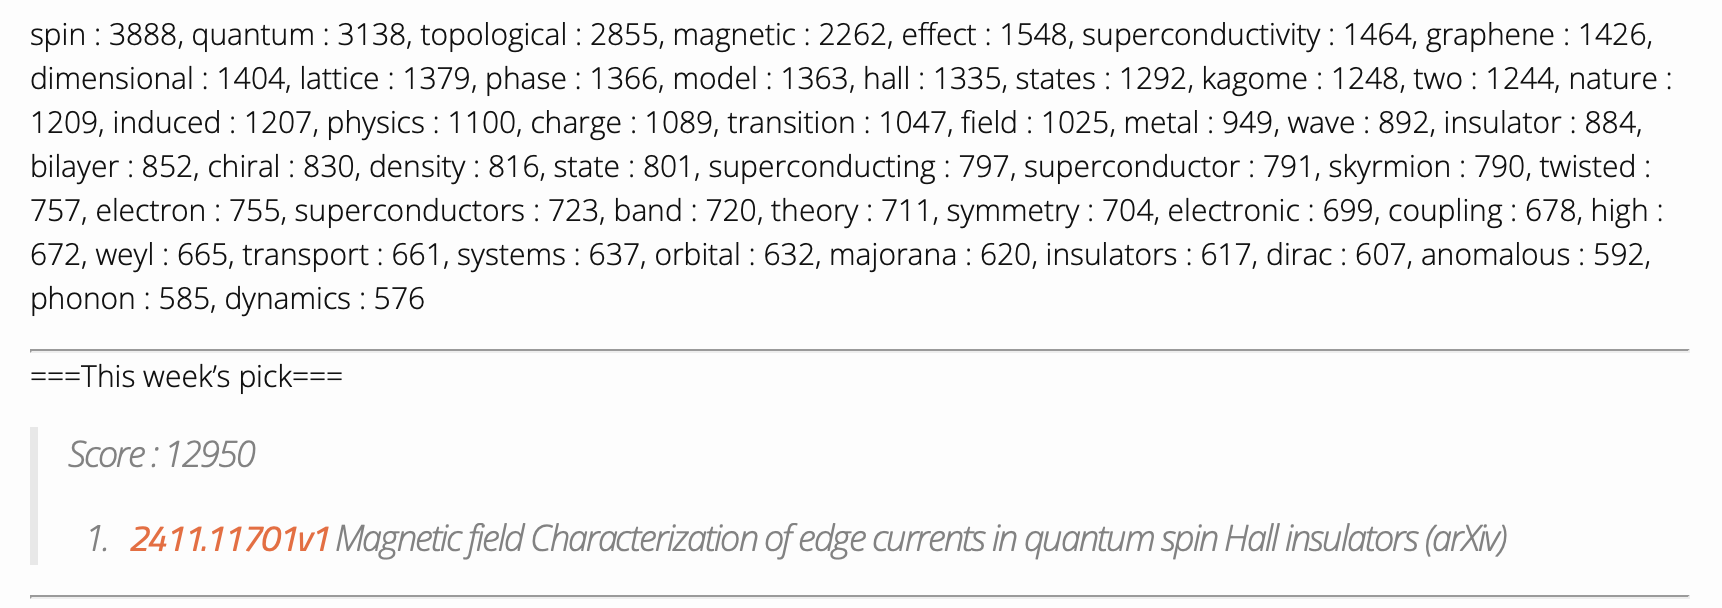 spin : 3888, quantum : 3138, topological : 2855, magnetic : 2262, effect : 1548, superconductivity : 1464, graphene : 1426,
dimensional : 1404, lattice : 1379, phase : 1366, model : 1363, hall : 1335, states : 1292, kagome : 1248, two : 1244, nature :
1209, induced : 1207, physics : 1100, charge : 1089, transition : 1047, field : 1025, metal : 949, wave : 892, insulator : 884,
bilayer : 852, chiral : 830, density : 816, state : 801, superconducting : 797, superconductor : 791, skyrmion : 790, twisted :
757, electron : 755, superconductors : 723, band : 720, theory : 711, symmetry : 704, electronic : 699, coupling : 678, high :
672, weyl : 665, transport : 661, systems : 637, orbital : 632, majorana : 620, insulators : 617, dirac : 607, anomalous : 592,
phonon : 585, dynamics : 576
===This week’s pick===
Score : 12950
1. 2411.11701v1 Magnetic field Characterization of edge currents in quantum spin Hall insulators (arXiv)